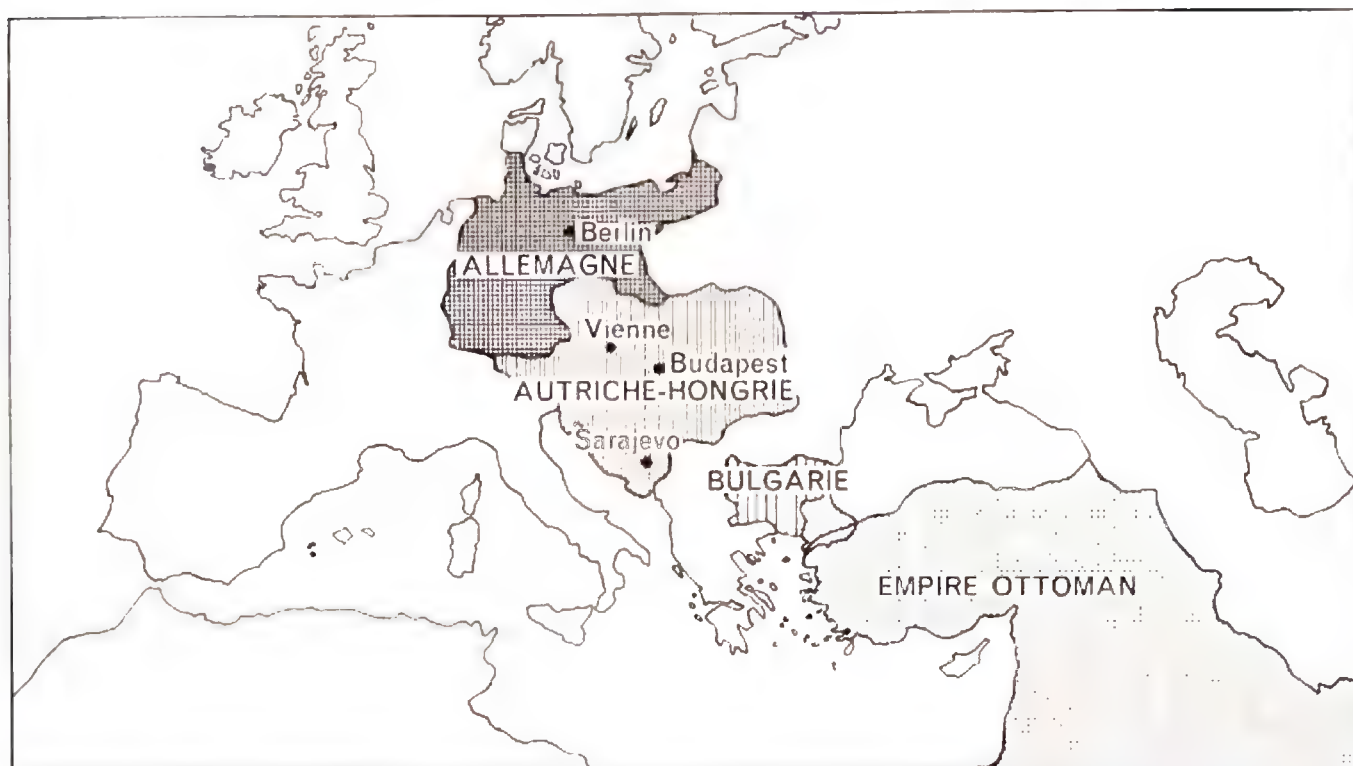 Berlin
ALLEMAGNE
Vienne
Budapest
AUTRICHE-HONGRIE
Sarajevo
BULGARIE
EMPIRE OTTOMAN